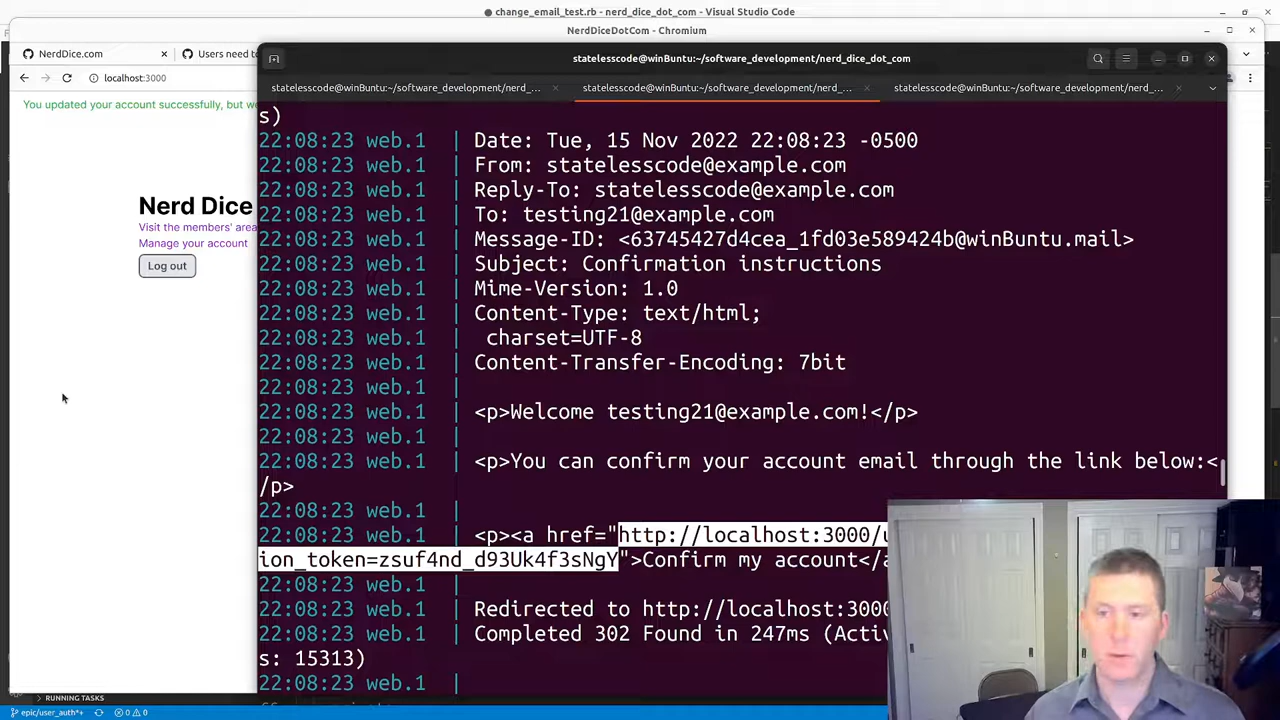 ● change_email_test.rb - nerd_dice_dot_com - Visual Studio Code
NerdDiceDotCom - Chromium
NerdDice.com
Users need to
localhost:3000
You updated your account successfully, but we
Nerd Dice
Visit the members' area
Manage your account
Log out
statelesscode@winBuntu:~/software_development/nerd_dice_dot_com
statelesscode@winBuntu:~/software_development/nerd_...
statelesscode@winBuntu:~/software_development/nerd_...
statelesscode@winBuntu:~/software_development/nerd_...
s)
22:08:23 web.1 | Date: Tue, 15 Nov 2022 22:08:23 -0500
22:08:23 web.1 | From: statelesscode@example.com
22:08:23 web.1 | Reply-To: statelesscode@example.com
22:08:23 web.1 | To: testing21@example.com
22:08:23 web.1 | Message-ID: <63745427d4cea_1fd03e589424b@winBuntu.mail>
22:08:23 web.1 | Subject: Confirmation instructions
22:08:23 web.1 | Mime-Version: 1.0
22:08:23 web.1 | Content-Type: text/html;
22:08:23 web.1 | charset=UTF-8
22:08:23 web.1 | Content-Transfer-Encoding: 7bit
22:08:23 web.1 |
22:08:23 web.1 | <p>Welcome testing21@example.com!</p>
22:08:23 web.1 |
22:08:23 web.1 | <p>You can confirm your account email through the link below:<
/p>
22:08:23 web.1 |
22:08:23 web.1 | <p><a href="http://localhost:3000/u
ion_token=zsuf4nd_d93Uk4f3sNgY">Confirm my account</a
22:08:23 web.1 |
22:08:23 web.1 | Redirected to http://localhost:3000
22:08:23 web.1 | Completed 302 Found in 247ms (Activ
s: 15313)
22:08:23 web.1 |
RUNNING TASKS
epic/user_auth*+
0 0